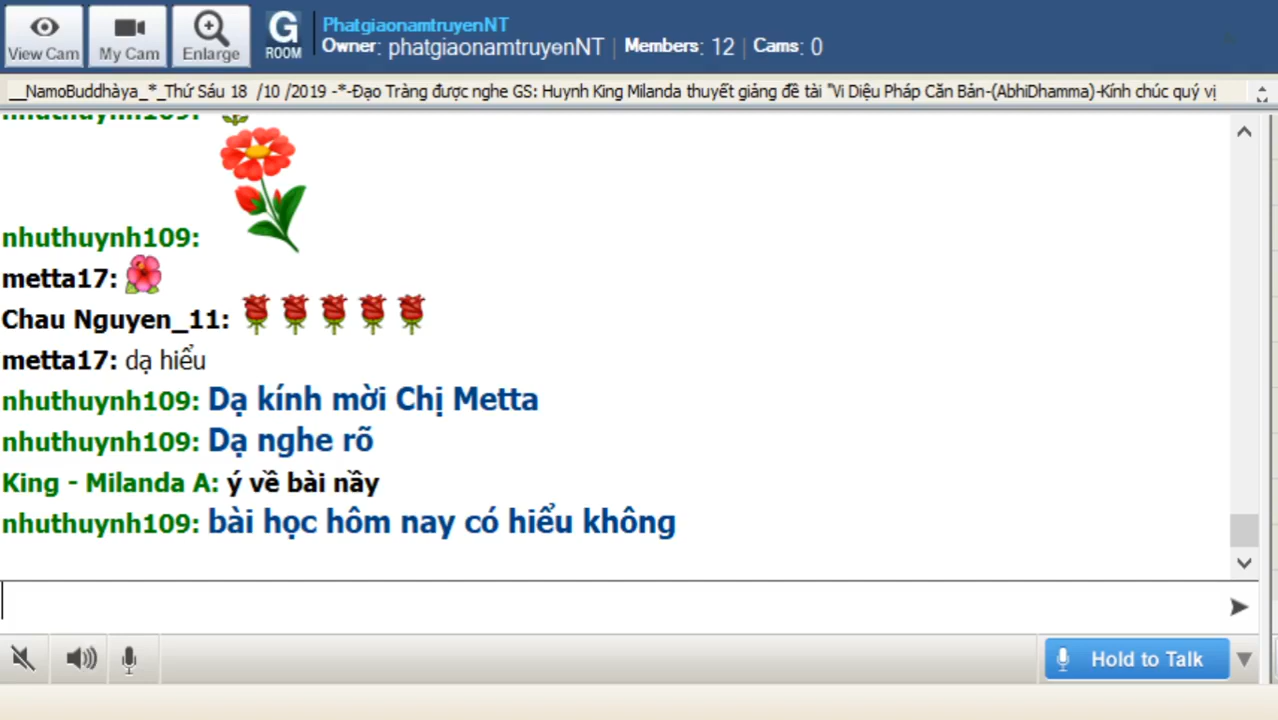 View Cam
My Cam
Enlarge
G
ROOM
PhatgiaonamtruyenNT
Owner: phatgiaonamtruyenNT | Members: 12 | Cams: 0
__NamoBuddhàya_*_Thứ Sáu 18 /10 /2019 -*-Đạo Tràng được nghe GS: Huynh King Milanda thuyết giảng đề tài "Vi Diệu Pháp Căn Bản-(AbhiDhamma)-Kính chúc quý vị
nhuthuynh109:
nhuthuynh109:
metta17:
Chau Nguyen_11:
metta17: dạ hiểu
nhuthuynh109: Dạ kính mời Chị Metta
nhuthuynh109: Dạ nghe rõ
King - Milanda A: ý về bài nầy
nhuthuynh109: bài học hôm nay có hiểu không
Hold to Talk